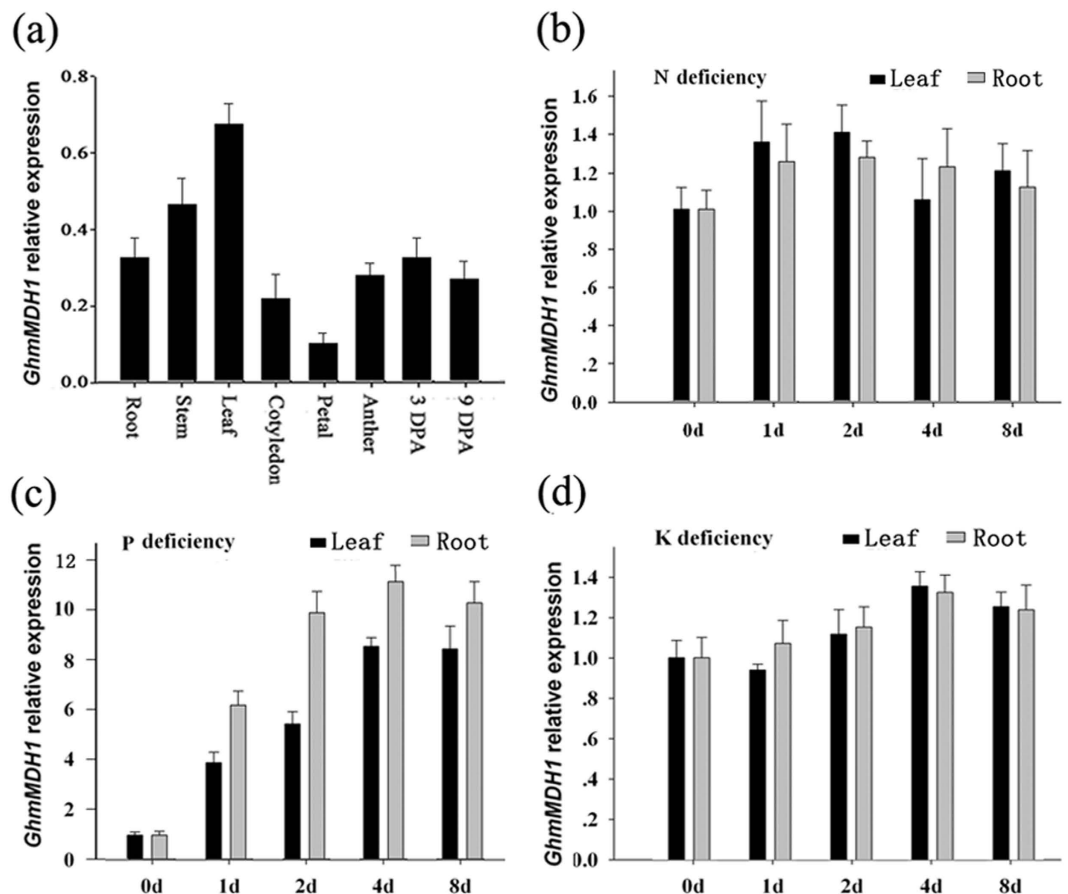 (a)
GhmMDH1 relative expression
0.8
0.6
0.4
0.2
0.0
Root
Stem
Leaf
Cotyledon
Petal
Anther
3 DPA
9 DPA
(b)
N deficiency
Leaf
Root
GhmMDH1 relative expression
1.6
1.4
1.2
1.0
.8
.6
.4
.2
0.0
0d
1d
2d
4d
8d
(c)
P deficiency
Leaf
Root
GhmMDH1 relative expression
12
10
8
6
4
2
0
0d
1d
2d
4d
8d
(d)
K deficiency
Leaf
Root
GhmMDH1 relative expression
1.4
1.2
1.0
.8
.6
.4
.2
0.0
0d
1d
2d
4d
8d